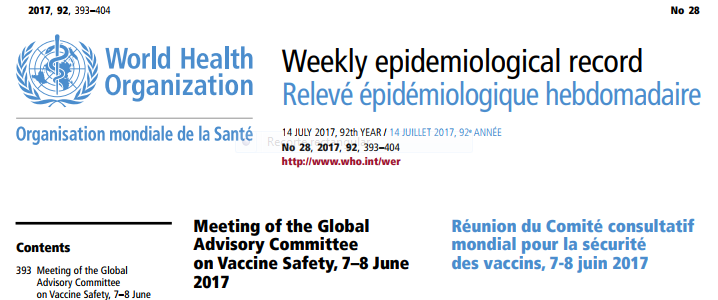 2017, 92, 393–404
No 28
World Health
Organization
Organisation mondiale de la Santé
Weekly epidemiological record
Relevé épidémiologique hebdomadaire
14 JULY 2017, 92th YEAR / 14 JUILLET 2017, 92e ANNÉE
No 28, 2017, 92, 393–404
http://www.who.int/wer
Contents
393 Meeting of the Global
Advisory Committee
on Vaccine Safety, 7–8 June
Meeting of the Global
Advisory Committee
on Vaccine Safety, 7–8 June
2017
Réunion du Comité consultatif
mondial pour la sécurité
des vaccins, 7-8 juin 2017